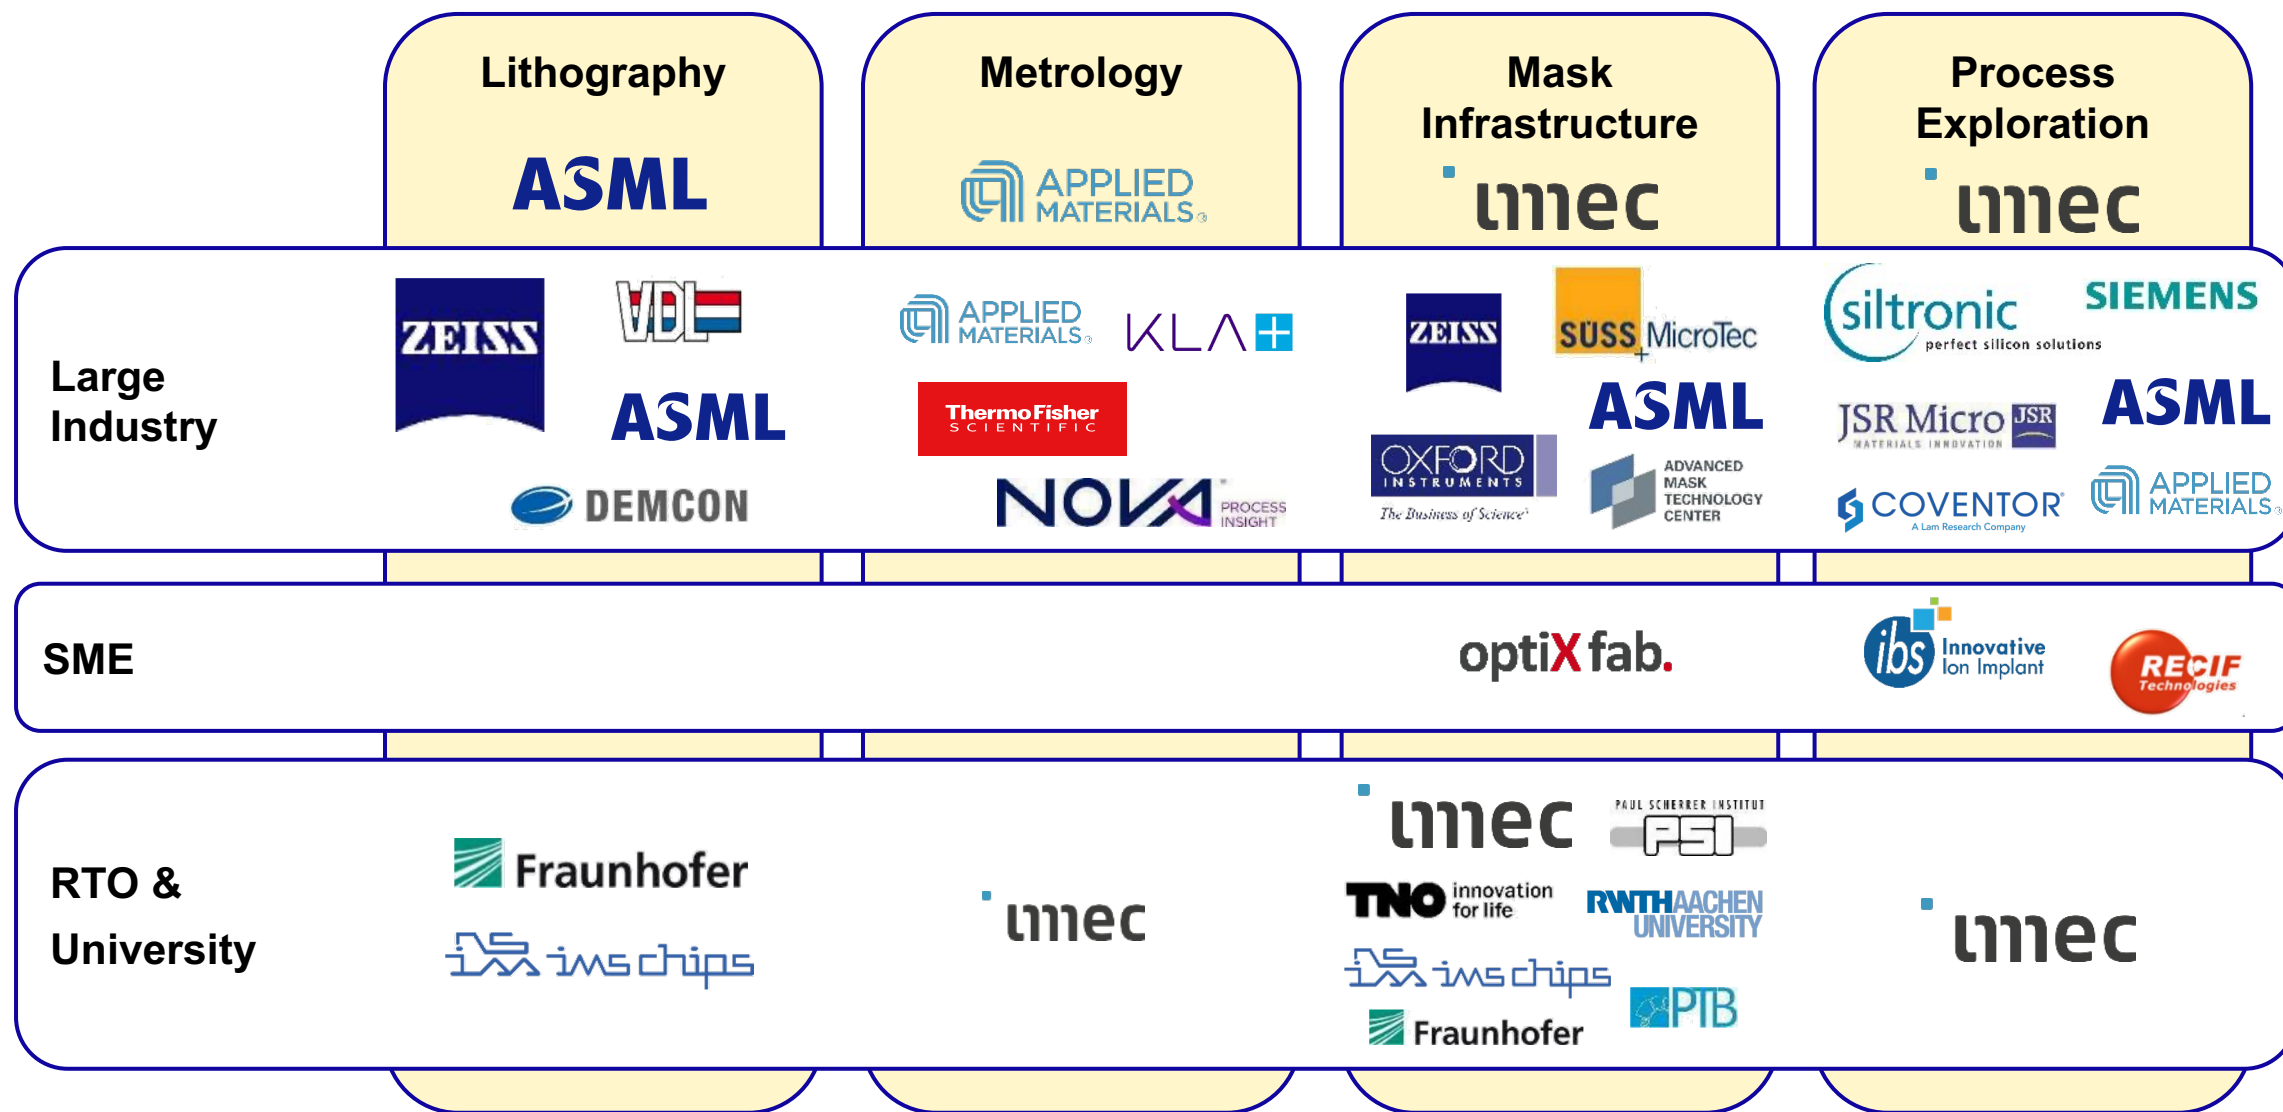 Lithography
Metrology
Mask
Infrastructure
Process
Exploration
ASML
APPLIED
MATERIALS®
imec
imec
Large
Industry
ZEISS
VDL
ASML
DEMCON
APPLIED
MATERIALS®
KLA+
ThermoFisher
SCIENTIFIC
NOVA
PROCESS
INSIGHT
ZEISS
SÜSS MicroTec
ASML
OXFORD
INSTRUMENTS
The Business of Science®
ADVANCED
MASK
TECHNOLOGY
CENTER
siltronic
perfect silicon solutions
SIEMENS
JSR Micro JSR
MATERIALS INNOVATION
ASML
COVENTOR®
A Lam Research Company
APPLIED
MATERIALS®
SME
optiX fab.
ibs
Innovative
Ion Implant
RECIF
Technologies
RTO &
University
Fraunhofer
ims chips
imec
imec
PAUL SCHERRER INSTITUT
PSI
TNO innovation
for life
RWTHAACHEN
UNIVERSITY
ims chips
PTB
Fraunhofer
imec